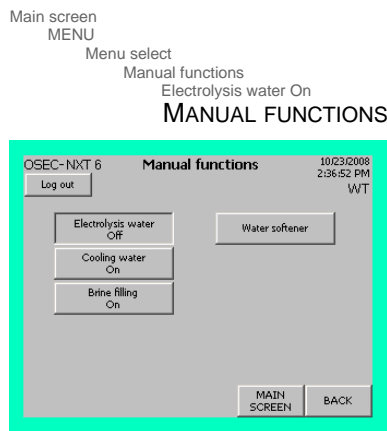 Main screen
MENU
Menu select
Manual functions
Electrolysis water On
MANUAL FUNCTIONS
OSEC-NXT 6
Manual functions
10/23/2008
2:36:52 PM
Log out
WT
Electrolysis water
Off
Water softener
Cooling water
On
Brine filling
On
MAIN
SCREEN
BACK